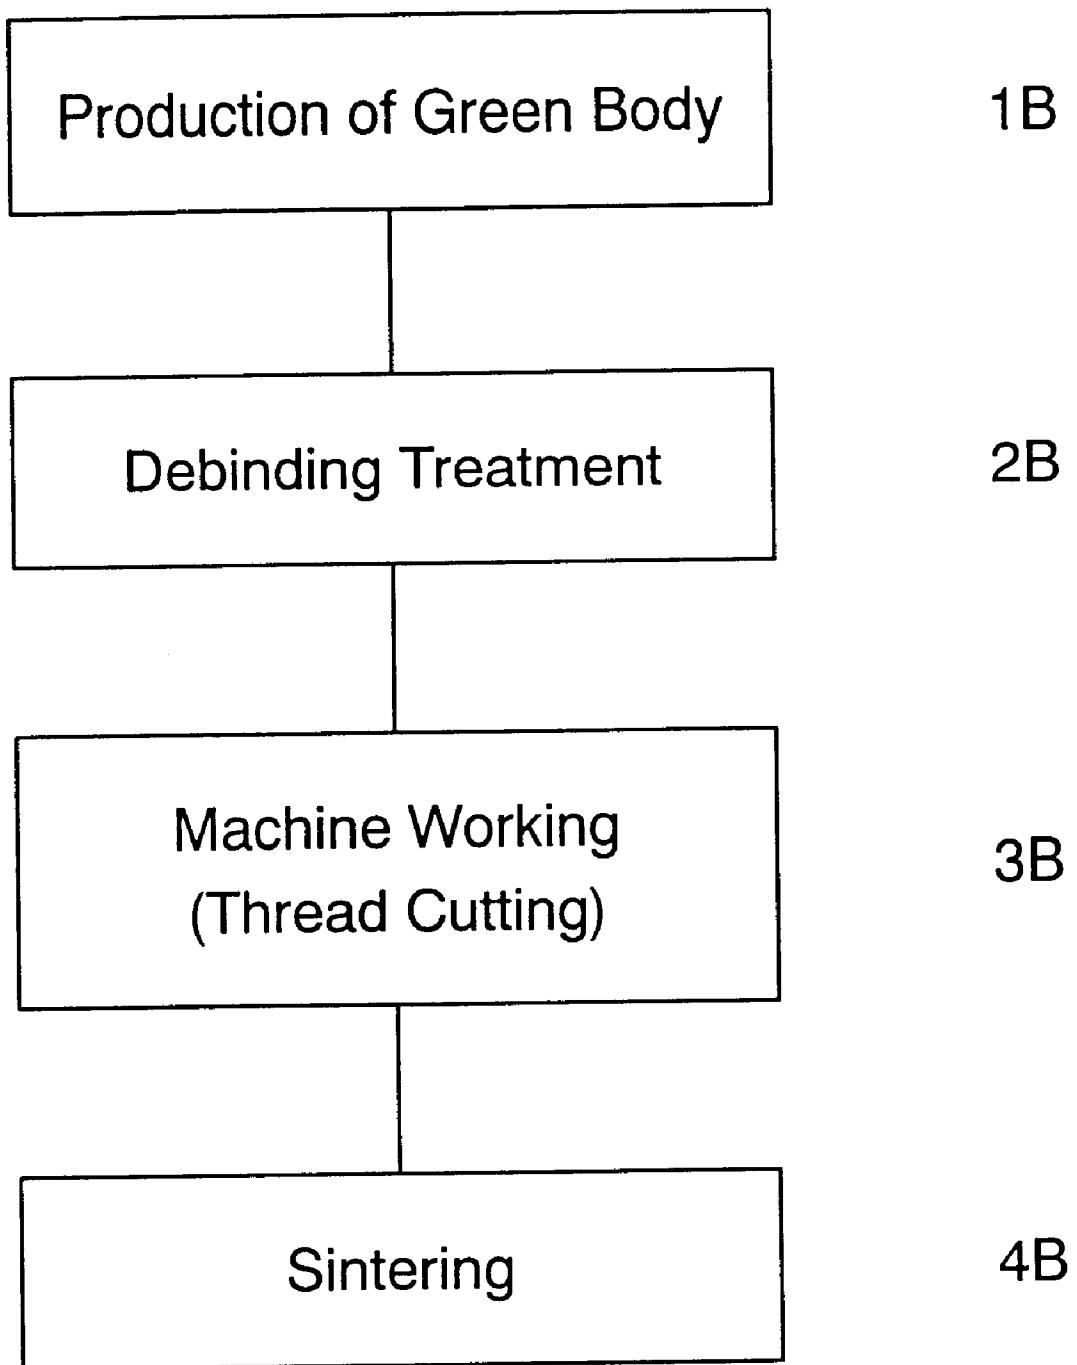 Production of Green Body 1B
Debinding Treatment 2B
Machine Working
(Thread Cutting)
3B
Sintering 4B